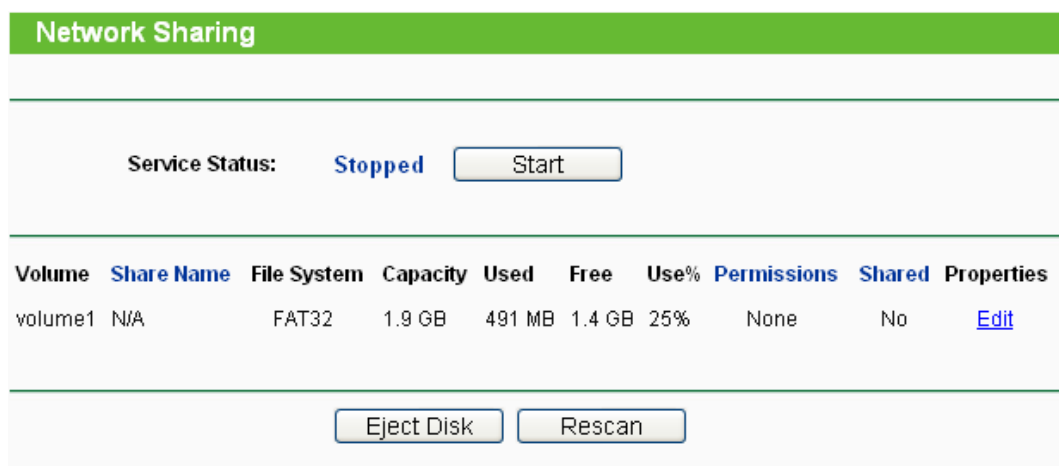 Network Sharing
Service Status: Stopped Start
Volume Share Name File System Capacity Used Free Use% Permissions Shared Properties
volume1 N/A FAT32 1.9 GB 491 MB 1.4 GB 25% None No Edit
Eject Disk Rescan